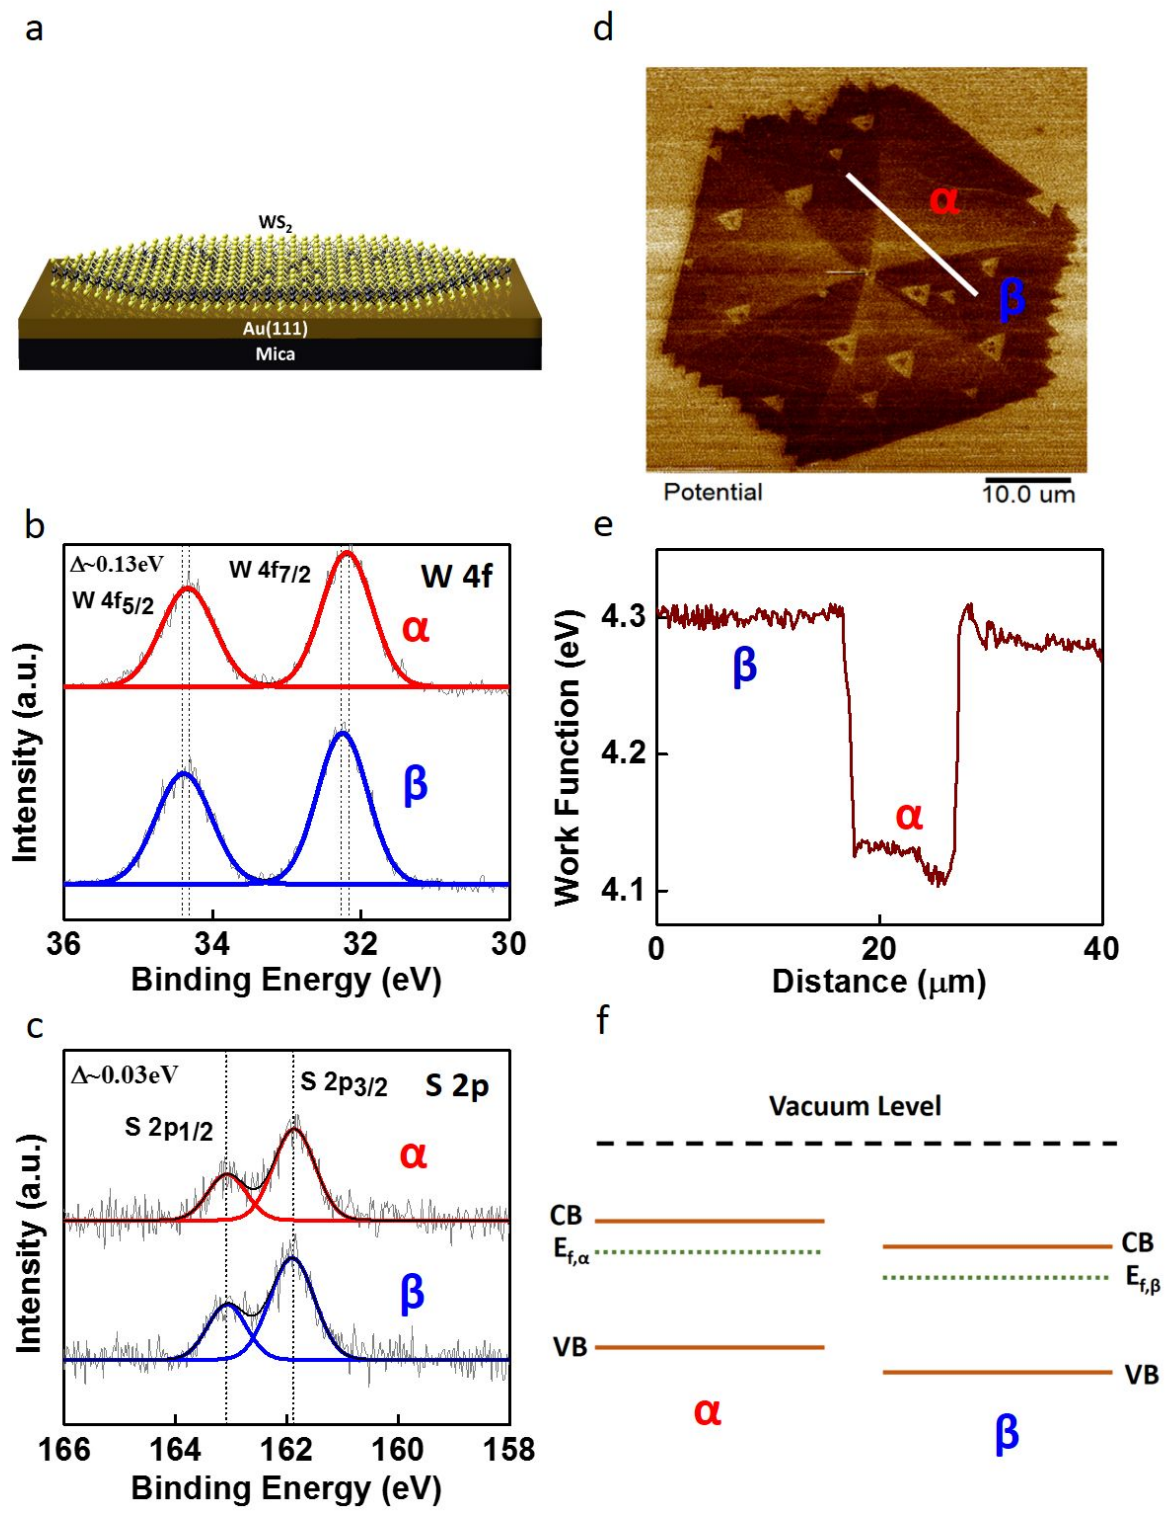 a
WS2
Au(111)
Mica
b
Δ~0.13eV
W 4f5/2
W 4f7/2
W 4f
α
β
Intensity (a.u.)
36 34 32 30
Binding Energy (eV)
c
Δ~0.03eV
S 2p1/2
S 2p3/2
S 2p
α
β
Intensity (a.u.)
166 164 162 160 158
Binding Energy (eV)
d
α
β
Potential
10.0 um
e
Work Function (eV)
4.3
4.2
4.1
β
α
0 20 40
Distance (μm)
f
Vacuum Level
CB
Ef,α
VB
α
CB
Ef,β
VB
β